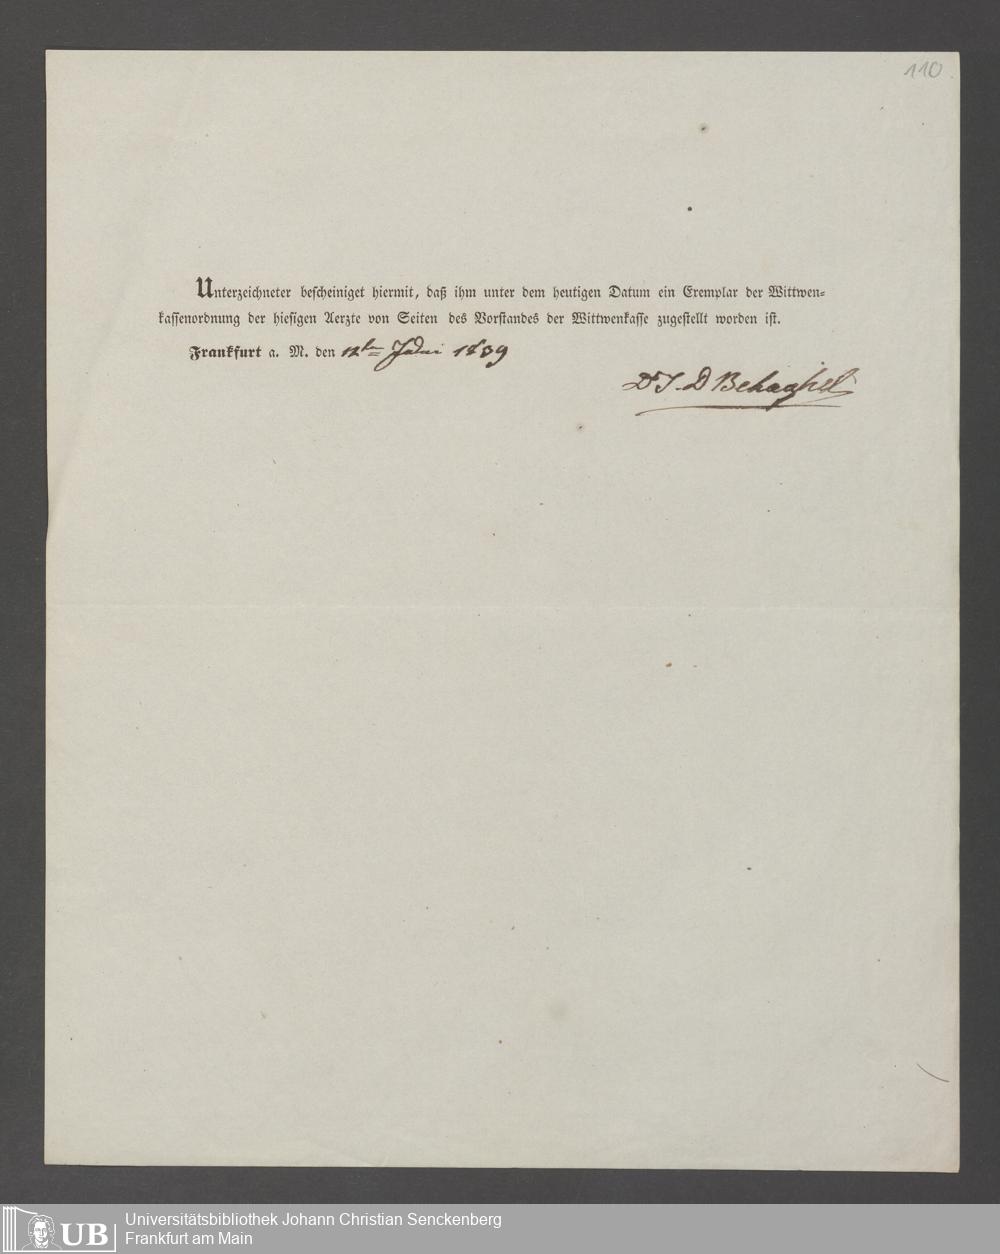 110
Unterzeichneter bescheiniget hiermit, daß ihm unter dem heutigen Datum ein Exemplar der Wittwen-
kassenordnung der hiesigen Aerzte von Seiten des Vorstandes der Wittwenkasse zugestellt worden ist.
Frankfurt a. M. den 12ten Juni 1839
Dr J. D Behaghel
UB Universitätsbibliothek Johann Christian Senckenberg
Frankfurt am Main